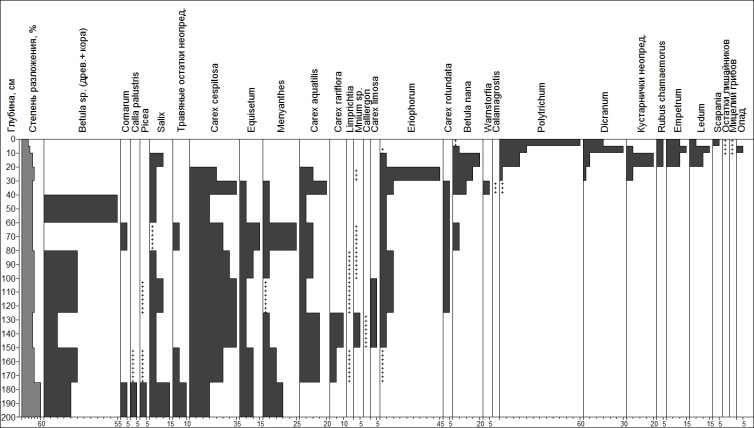 Глубина, см
Степень разложения, %
Betula sp. (древ.+ кора)
Comarum
Calla palustris
Picea
Salix
Травяные остатки неопред.
Carex cespitosa
Equisetum
Menyanthes
Carex aquatilis
Carex rariflora
Limprichtia
Mnium sp.
Calliergon
Carex limosa
Eriophorum
Carex rotundata
Betula nana
Warnstorfia
Calamagrostis
Polytrichum
Dicranum
Кустарнички неопред.
Rubus chamaemorus
Empetrum
Ledum
Scapania
Остатки лишайников
Мицелий грибов
Опад
0
10
20
30
40
50
60
70
80
90
100
110
120
130
140
150
160
170
180
190
200
60 55 5 5 5 15 10 35 15 25 20 10 5 5 5 45 5 20 5 60 30 20 5 15 15 5 5